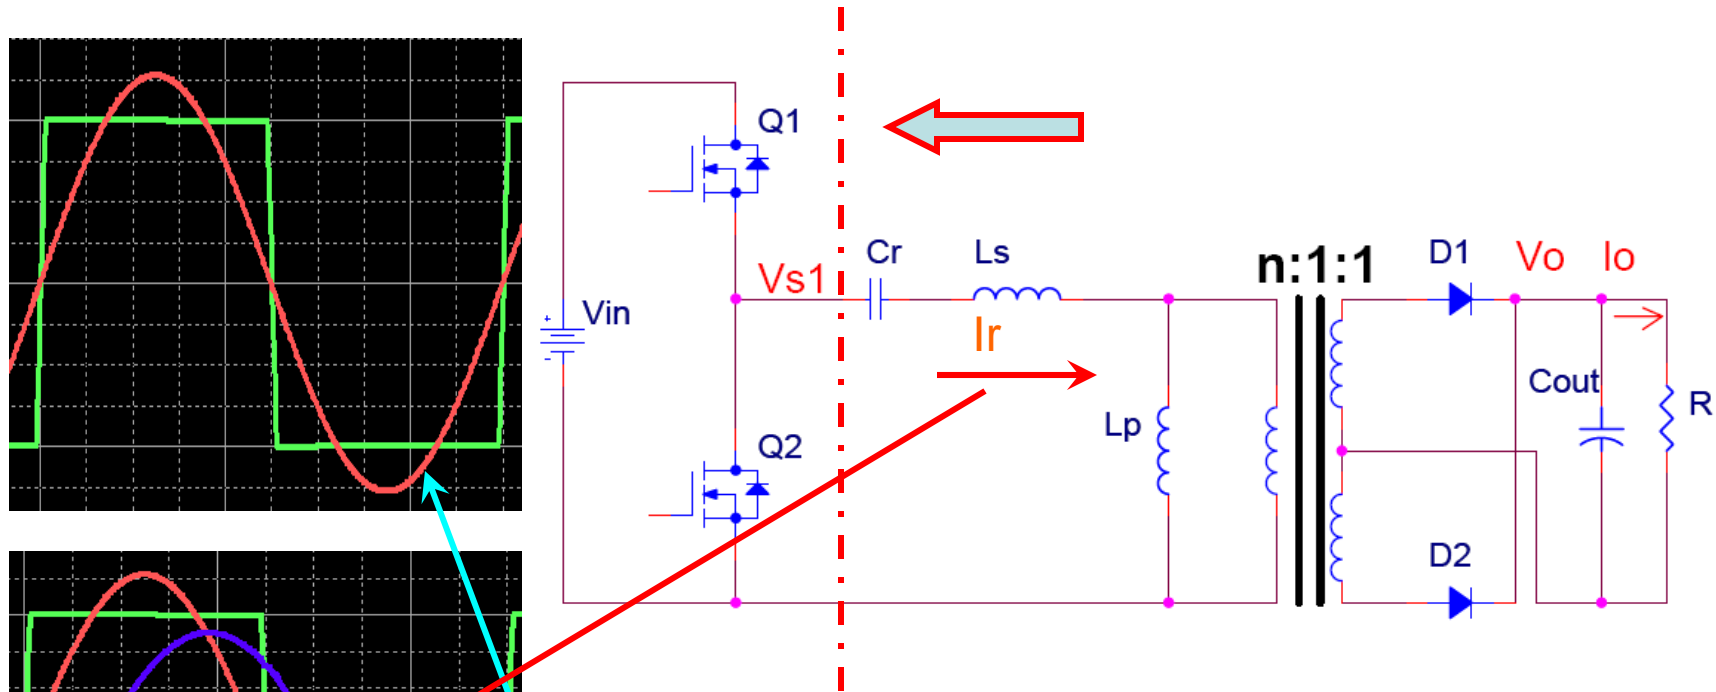 Q1
Vs1
Cr
Ls
n:1:1
D1
Vo
Io
+
Vin
-
Ir
Lp
Cout
R
Q2
D2